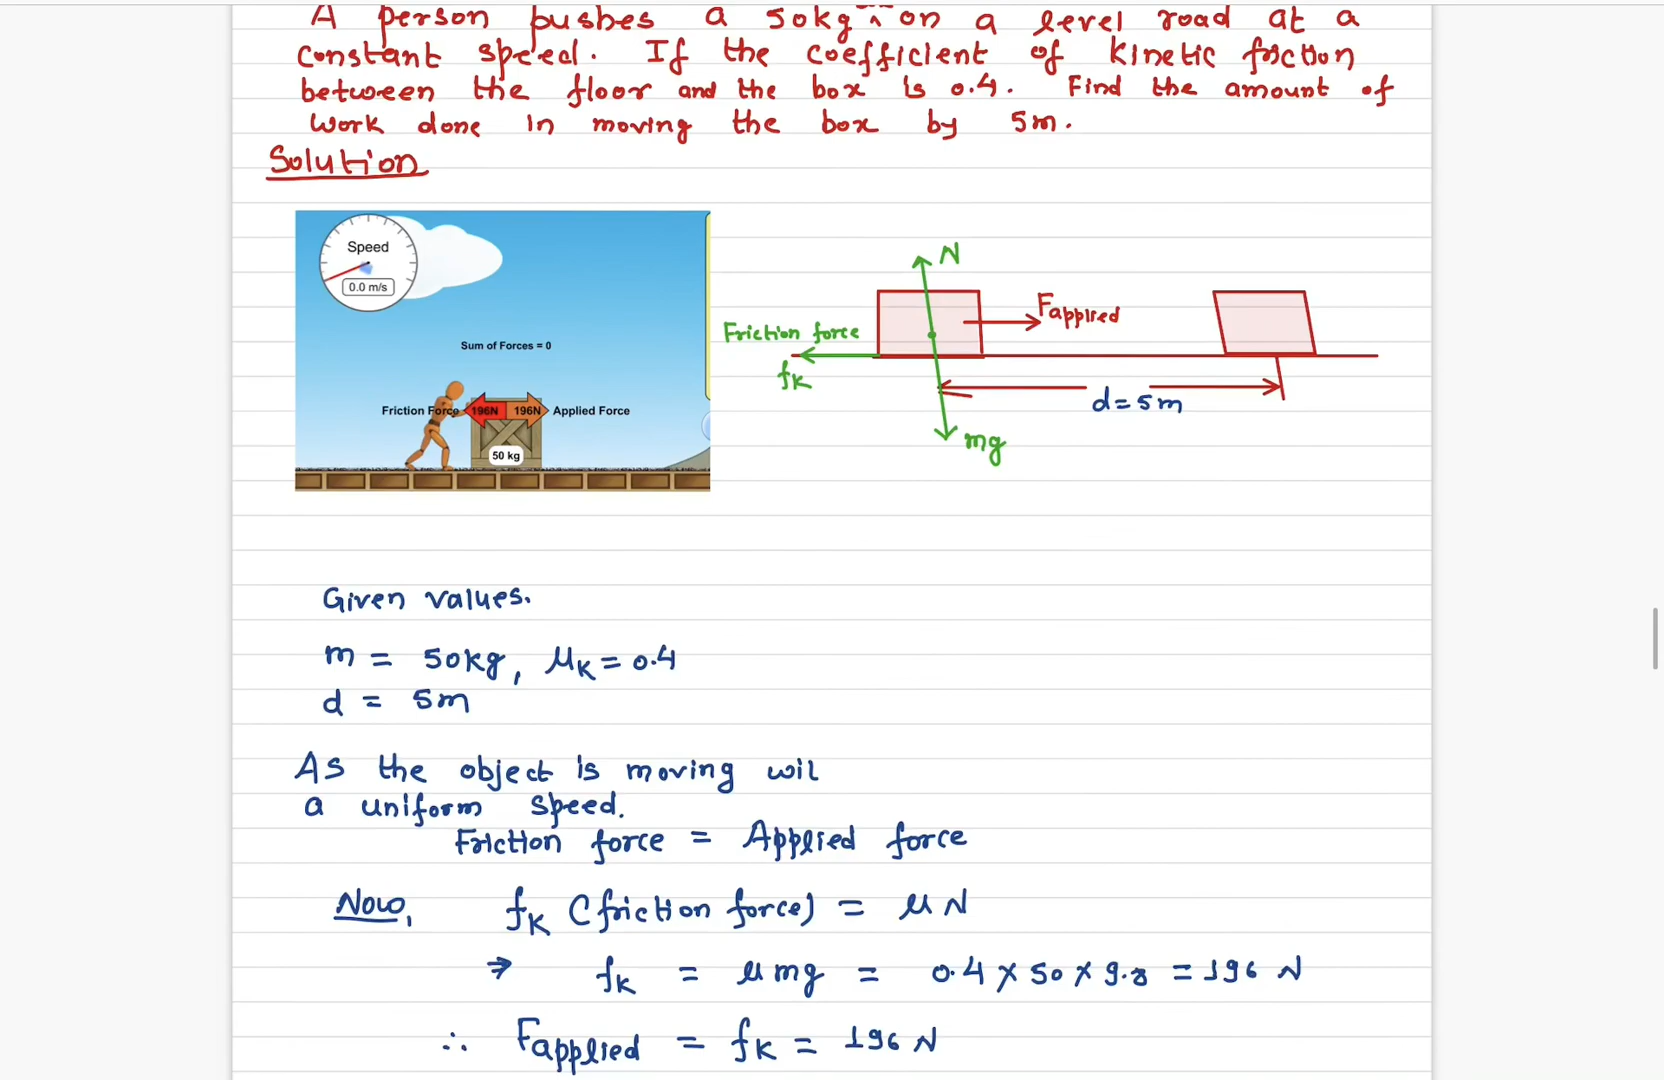 A person pushes a 50kg ^ on a level road at a
constant speed. If the coefficient of kinetic friction
between the floor and the box is 0.4. Find the amount of
work done in moving the box by 5m.
Solution
Speed
0.0 m/s
Sum of Forces = 0
Friction Force 196N 196N Applied Force
50 kg
N
Fapplied
Friction force
fk
d = 5m
mg
Given values.
m = 50kg, μk = 0.4
d = 5m
As the object is moving wil
a uniform speed.
Friction force = Applied force
Now, fk (friction force) = μN
⇒ fk = μmg = 0.4 × 50 × 9.8 = 196 N
∴ Fapplied = fk = 196 N